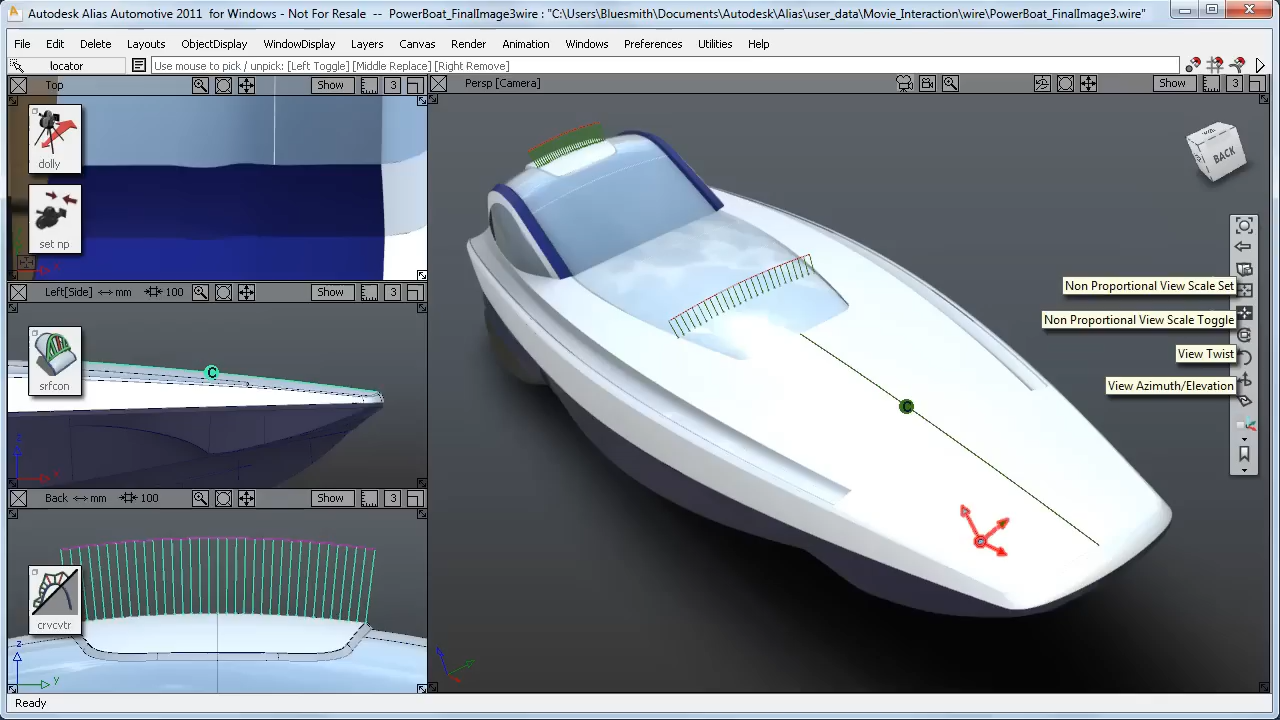 Autodesk Alias Automotive 2011 for Windows - Not For Resale -- PowerBoat_FinalImage3wire : "C:\Users\Bluesmith\Documents\Autodesk\Alias\user_data\Movie_Interaction\wire\PowerBoat_FinalImage3.wire"
File Edit Delete Layouts ObjectDisplay WindowDisplay Layers Canvas Render Animation Windows Preferences Utilities Help
locator Use mouse to pick / unpick: [Left Toggle] [Middle Replace] [Right Remove]
Top Show 3
Persp [Camera] Show 3
dolly
set np
x
BACK
Non Proportional View Scale Set
Non Proportional View Scale Toggle
View Twist
View Azimuth/Elevation
Left[Side] mm 100 Show 3
C
srfcon
z
x
C
Back mm 100 Show 3
crvcvtr
z
y
Ready